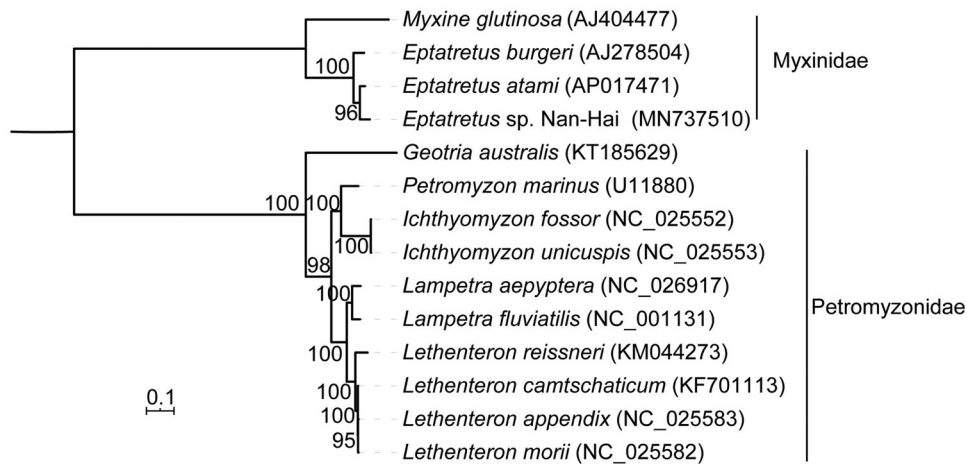 Myxine glutinosa (AJ404477)
Eptatretus burgeri (AJ278504)
100
Myxinidae
Eptatretus atami (AP017471)
96
Eptatretus sp. Nan-Hai (MN737510)
Geotria australis (KT185629)
Petromyzon marinus (U11880)
100 100
Ichthyomyzon fossor (NC_025552)
100
Ichthyomyzon unicuspis (NC_025553)
98
Lampetra aepyptera (NC_026917)
100
Petromyzonidae
Lampetra fluviatilis (NC_001131)
100
Lethenteron reissneri (KM044273)
Lethenteron camtschaticum (KF701113)
100
0.1
100
Lethenteron appendix (NC_025583)
95
Lethenteron morii (NC_025582)